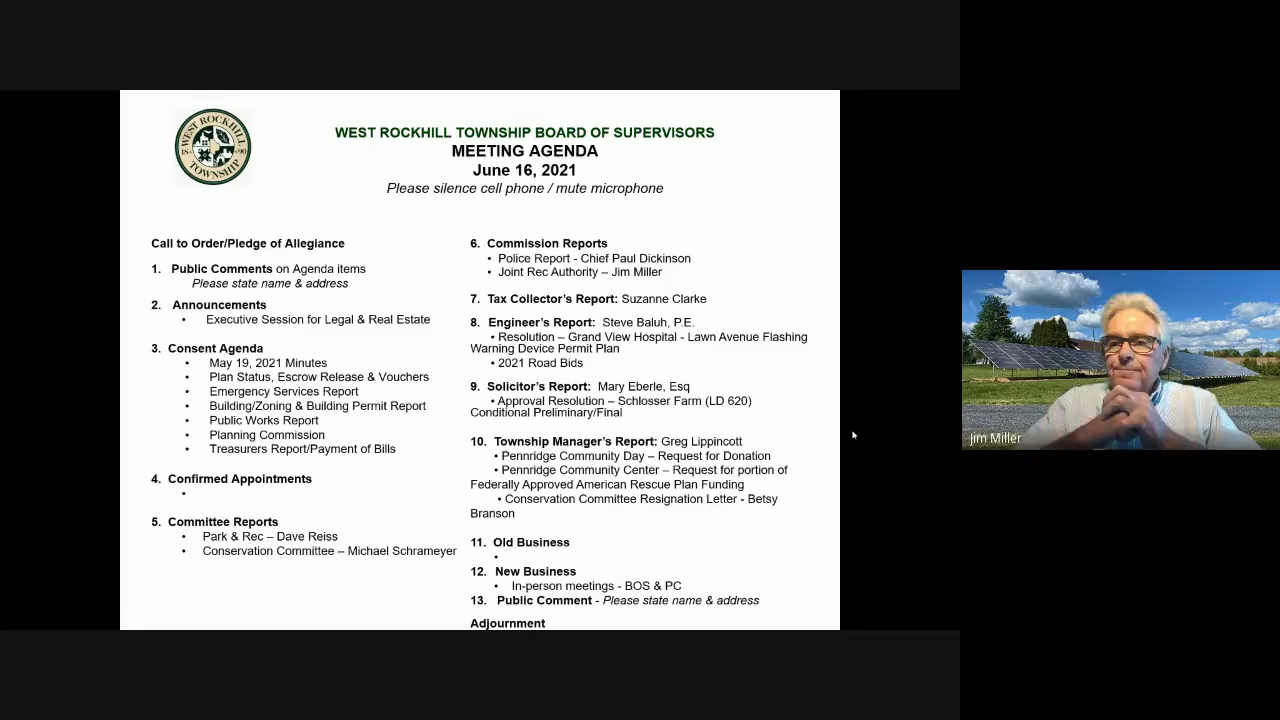 WEST ROCKHILL
18 90
TOWNSHIP
WEST ROCKHILL TOWNSHIP BOARD OF SUPERVISORS
MEETING AGENDA
June 16, 2021
Please silence cell phone / mute microphone
Call to Order/Pledge of Allegiance
1. Public Comments on Agenda items
Please state name & address
2. Announcements
• Executive Session for Legal & Real Estate
3. Consent Agenda
• May 19, 2021 Minutes
• Plan Status, Escrow Release & Vouchers
• Emergency Services Report
• Building/Zoning & Building Permit Report
• Public Works Report
• Planning Commission
• Treasurers Report/Payment of Bills
4. Confirmed Appointments
•
5. Committee Reports
• Park & Rec – Dave Reiss
• Conservation Committee – Michael Schrameyer
6. Commission Reports
• Police Report - Chief Paul Dickinson
• Joint Rec Authority – Jim Miller
7. Tax Collector's Report: Suzanne Clarke
8. Engineer's Report: Steve Baluh, P.E.
• Resolution – Grand View Hospital - Lawn Avenue Flashing
Warning Device Permit Plan
• 2021 Road Bids
9. Solicitor's Report: Mary Eberle, Esq
• Approval Resolution – Schlosser Farm (LD 620)
Conditional Preliminary/Final
10. Township Manager's Report: Greg Lippincott
• Pennridge Community Day – Request for Donation
• Pennridge Community Center – Request for portion of
Federally Approved American Rescue Plan Funding
• Conservation Committee Resignation Letter - Betsy
Branson
11. Old Business
•
12. New Business
• In-person meetings - BOS & PC
13. Public Comment - Please state name & address
Adjournment
Jim Miller